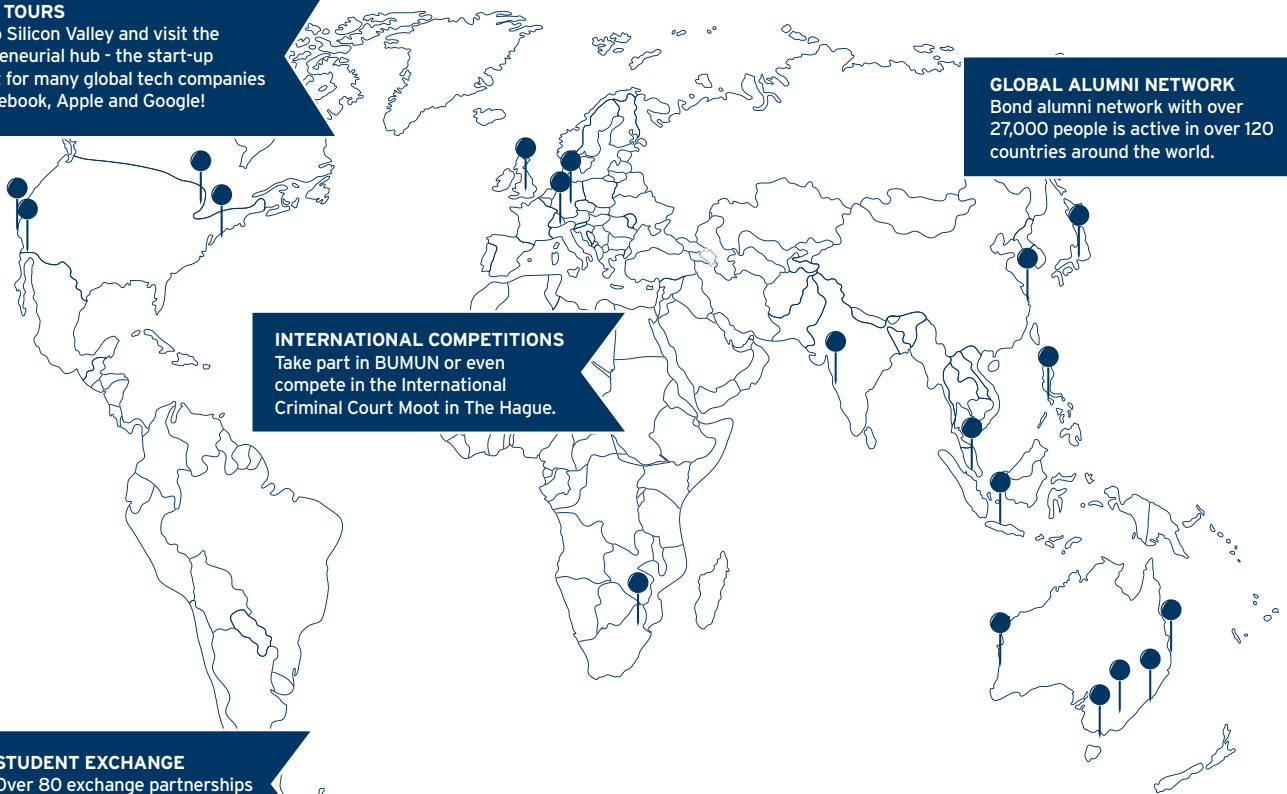 TOURS
Silicon Valley and visit the
eneurial hub - the start-up
for many global tech companies
ebook, Apple and Google!
GLOBAL ALUMNI NETWORK
Bond alumni network with over
27,000 people is active in over 120
countries around the world.
INTERNATIONAL COMPETITIONS
Take part in BUMUN or even
compete in the International
Criminal Court Moot in The Hague.
STUDENT EXCHANGE
Over 80 exchange partnerships